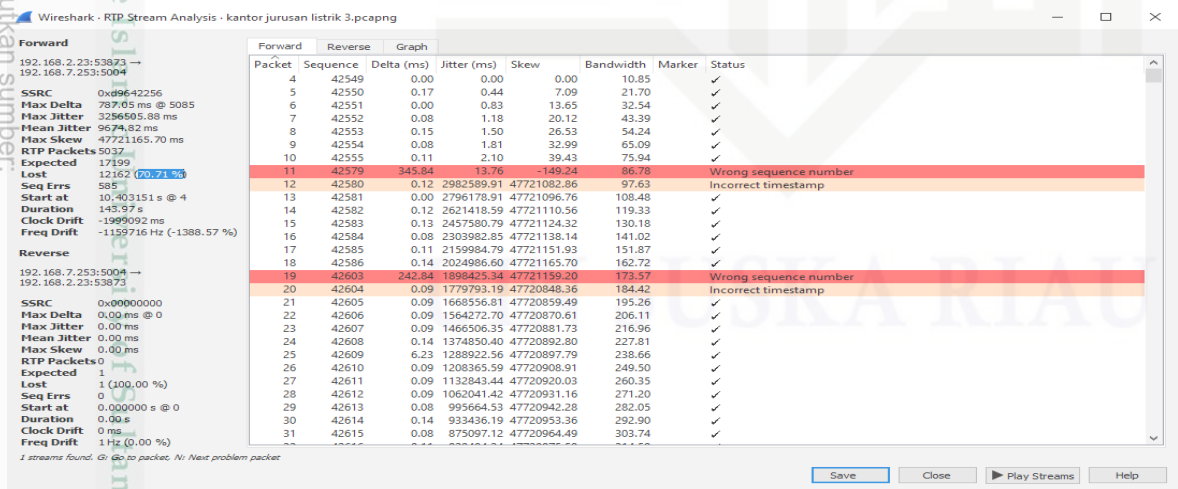 Wireshark · RTP Stream Analysis · kantor jurusan listrik 3.pcapng
Forward
192.168.2.23:53873 →
192.168.7.253:5004
SSRC 0xd9642256
Max Delta 787.05 ms @ 5085
Max Jitter 3256505.88 ms
Mean Jitter 9674.82 ms
Max Skew 47721165.70 ms
RTP Packets 5037
Expected 17199
Lost 12162 (70.71 %)
Seq Errs 585
Start at 10.403151 s @ 4
Duration 143.97 s
Clock Drift -1999092 ms
Freq Drift -1159716 Hz (-1388.57 %)
Reverse
192.168.7.253:5004 →
192.168.2.23:53873
SSRC 0x00000000
Max Delta 0.00 ms @ 0
Max Jitter 0.00 ms
Mean Jitter 0.00 ms
Max Skew 0.00 ms
RTP Packets 0
Expected 1
Lost 1 (100.00 %)
Seq Errs 0
Start at 0.000000 s @ 0
Duration 0.00 s
Clock Drift 0 ms
Freq Drift 1 Hz (0.00 %)
Forward Reverse Graph
Packet Sequence Delta (ms) Jitter (ms) Skew Bandwidth Marker Status
4 42549 0.00 0.00 0.00 10.85 ✓
5 42550 0.17 0.44 7.09 21.70 ✓
6 42551 0.00 0.83 13.65 32.54 ✓
7 42552 0.08 1.18 20.12 43.39 ✓
8 42553 0.15 1.50 26.53 54.24 ✓
9 42554 0.08 1.81 32.99 65.09 ✓
10 42555 0.11 2.10 39.43 75.94 ✓
11 42579 345.84 13.76 -149.24 86.78 Wrong sequence number
12 42580 0.12 2982589.91 47721082.86 97.63 Incorrect timestamp
13 42581 0.00 2796178.91 47721096.76 108.48 ✓
14 42582 0.12 2621418.59 47721110.56 119.33 ✓
15 42583 0.13 2457580.79 47721124.32 130.18 ✓
16 42584 0.08 2303982.85 47721138.14 141.02 ✓
17 42585 0.11 2159984.79 47721151.93 151.87 ✓
18 42586 0.14 2024986.60 47721165.70 162.72 ✓
19 42603 242.84 1898425.34 47721159.20 173.57 Wrong sequence number
20 42604 0.09 1779793.19 47720848.36 184.42 Incorrect timestamp
21 42605 0.09 1668556.81 47720859.49 195.26 ✓
22 42606 0.09 1564272.70 47720870.61 206.11 ✓
23 42607 0.09 1466506.35 47720881.73 216.96 ✓
24 42608 0.14 1374850.40 47720892.80 227.81 ✓
25 42609 6.23 1288922.56 47720897.79 238.66 ✓
26 42610 0.09 1208365.59 47720908.91 249.50 ✓
27 42611 0.09 1132843.44 47720920.03 260.35 ✓
28 42612 0.09 1062041.42 47720931.16 271.20 ✓
29 42613 0.08 995664.53 47720942.28 282.05 ✓
30 42614 0.14 933436.19 47720953.36 292.90 ✓
31 42615 0.08 875097.12 47720964.49 303.74 ✓
1 streams found. G: Go to packet, N: Next problem packet
Save Close Play Streams Help
USKA RIAU
sumber: